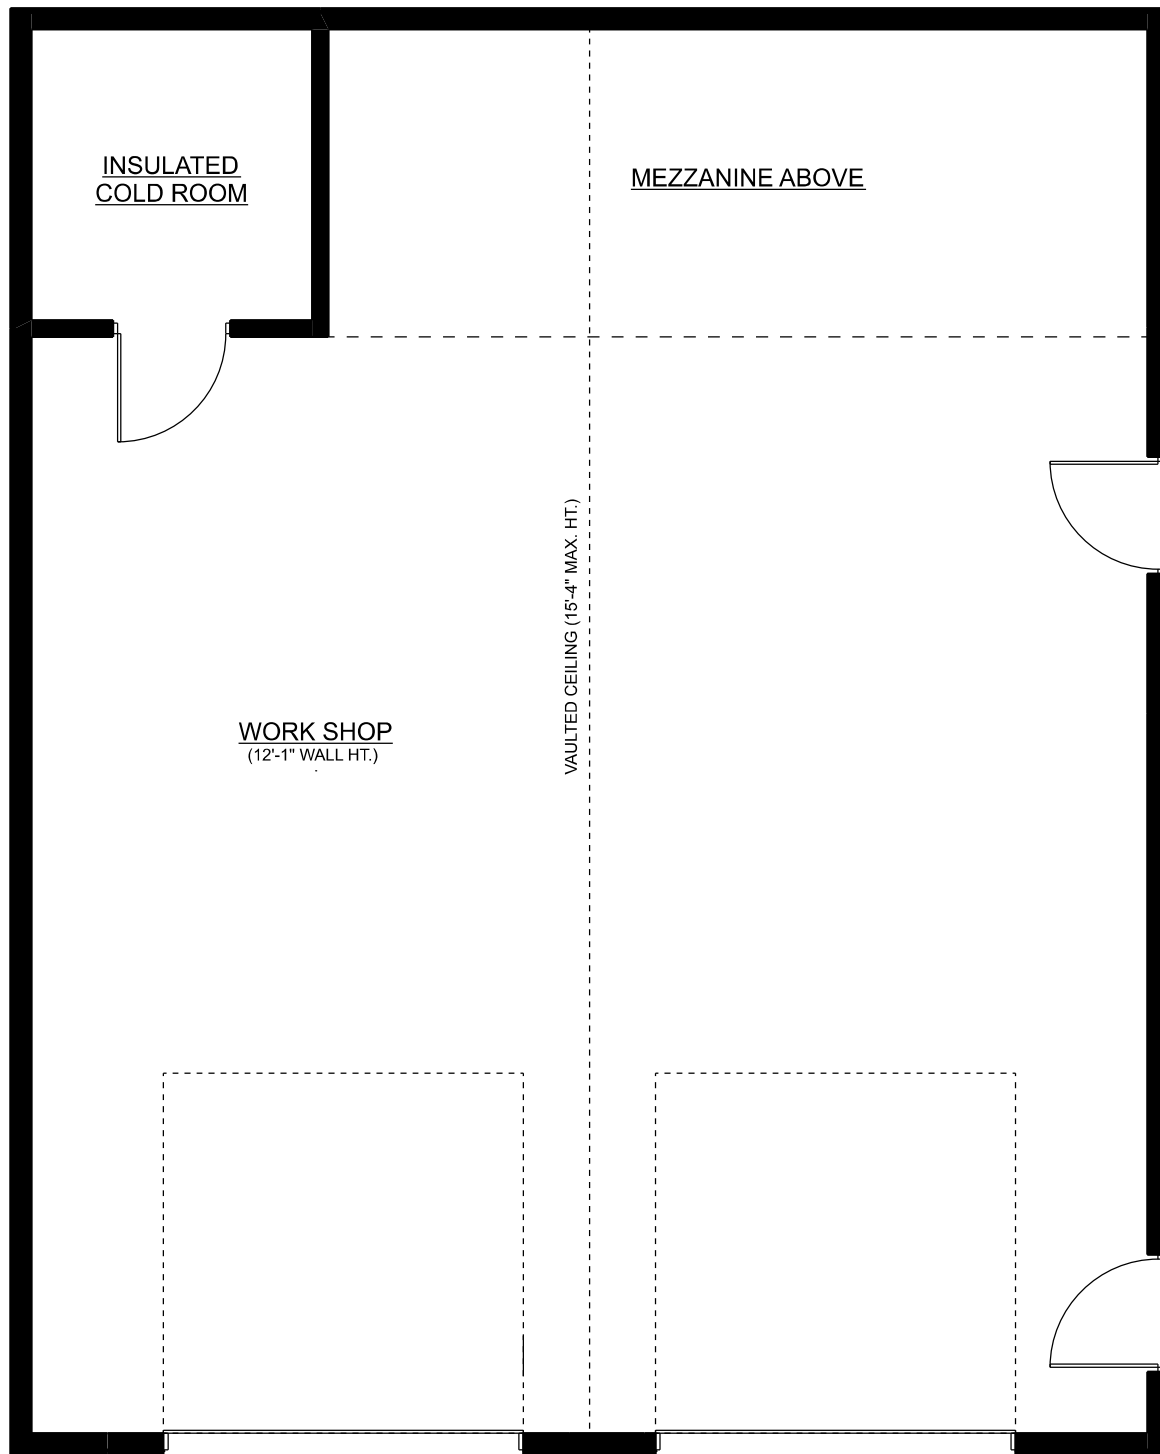 INSULATED
COLD ROOM
MEZZANINE ABOVE
VAULTED CEILING (15'-4" MAX. HT.)
WORK SHOP
(12'-1" WALL HT.)